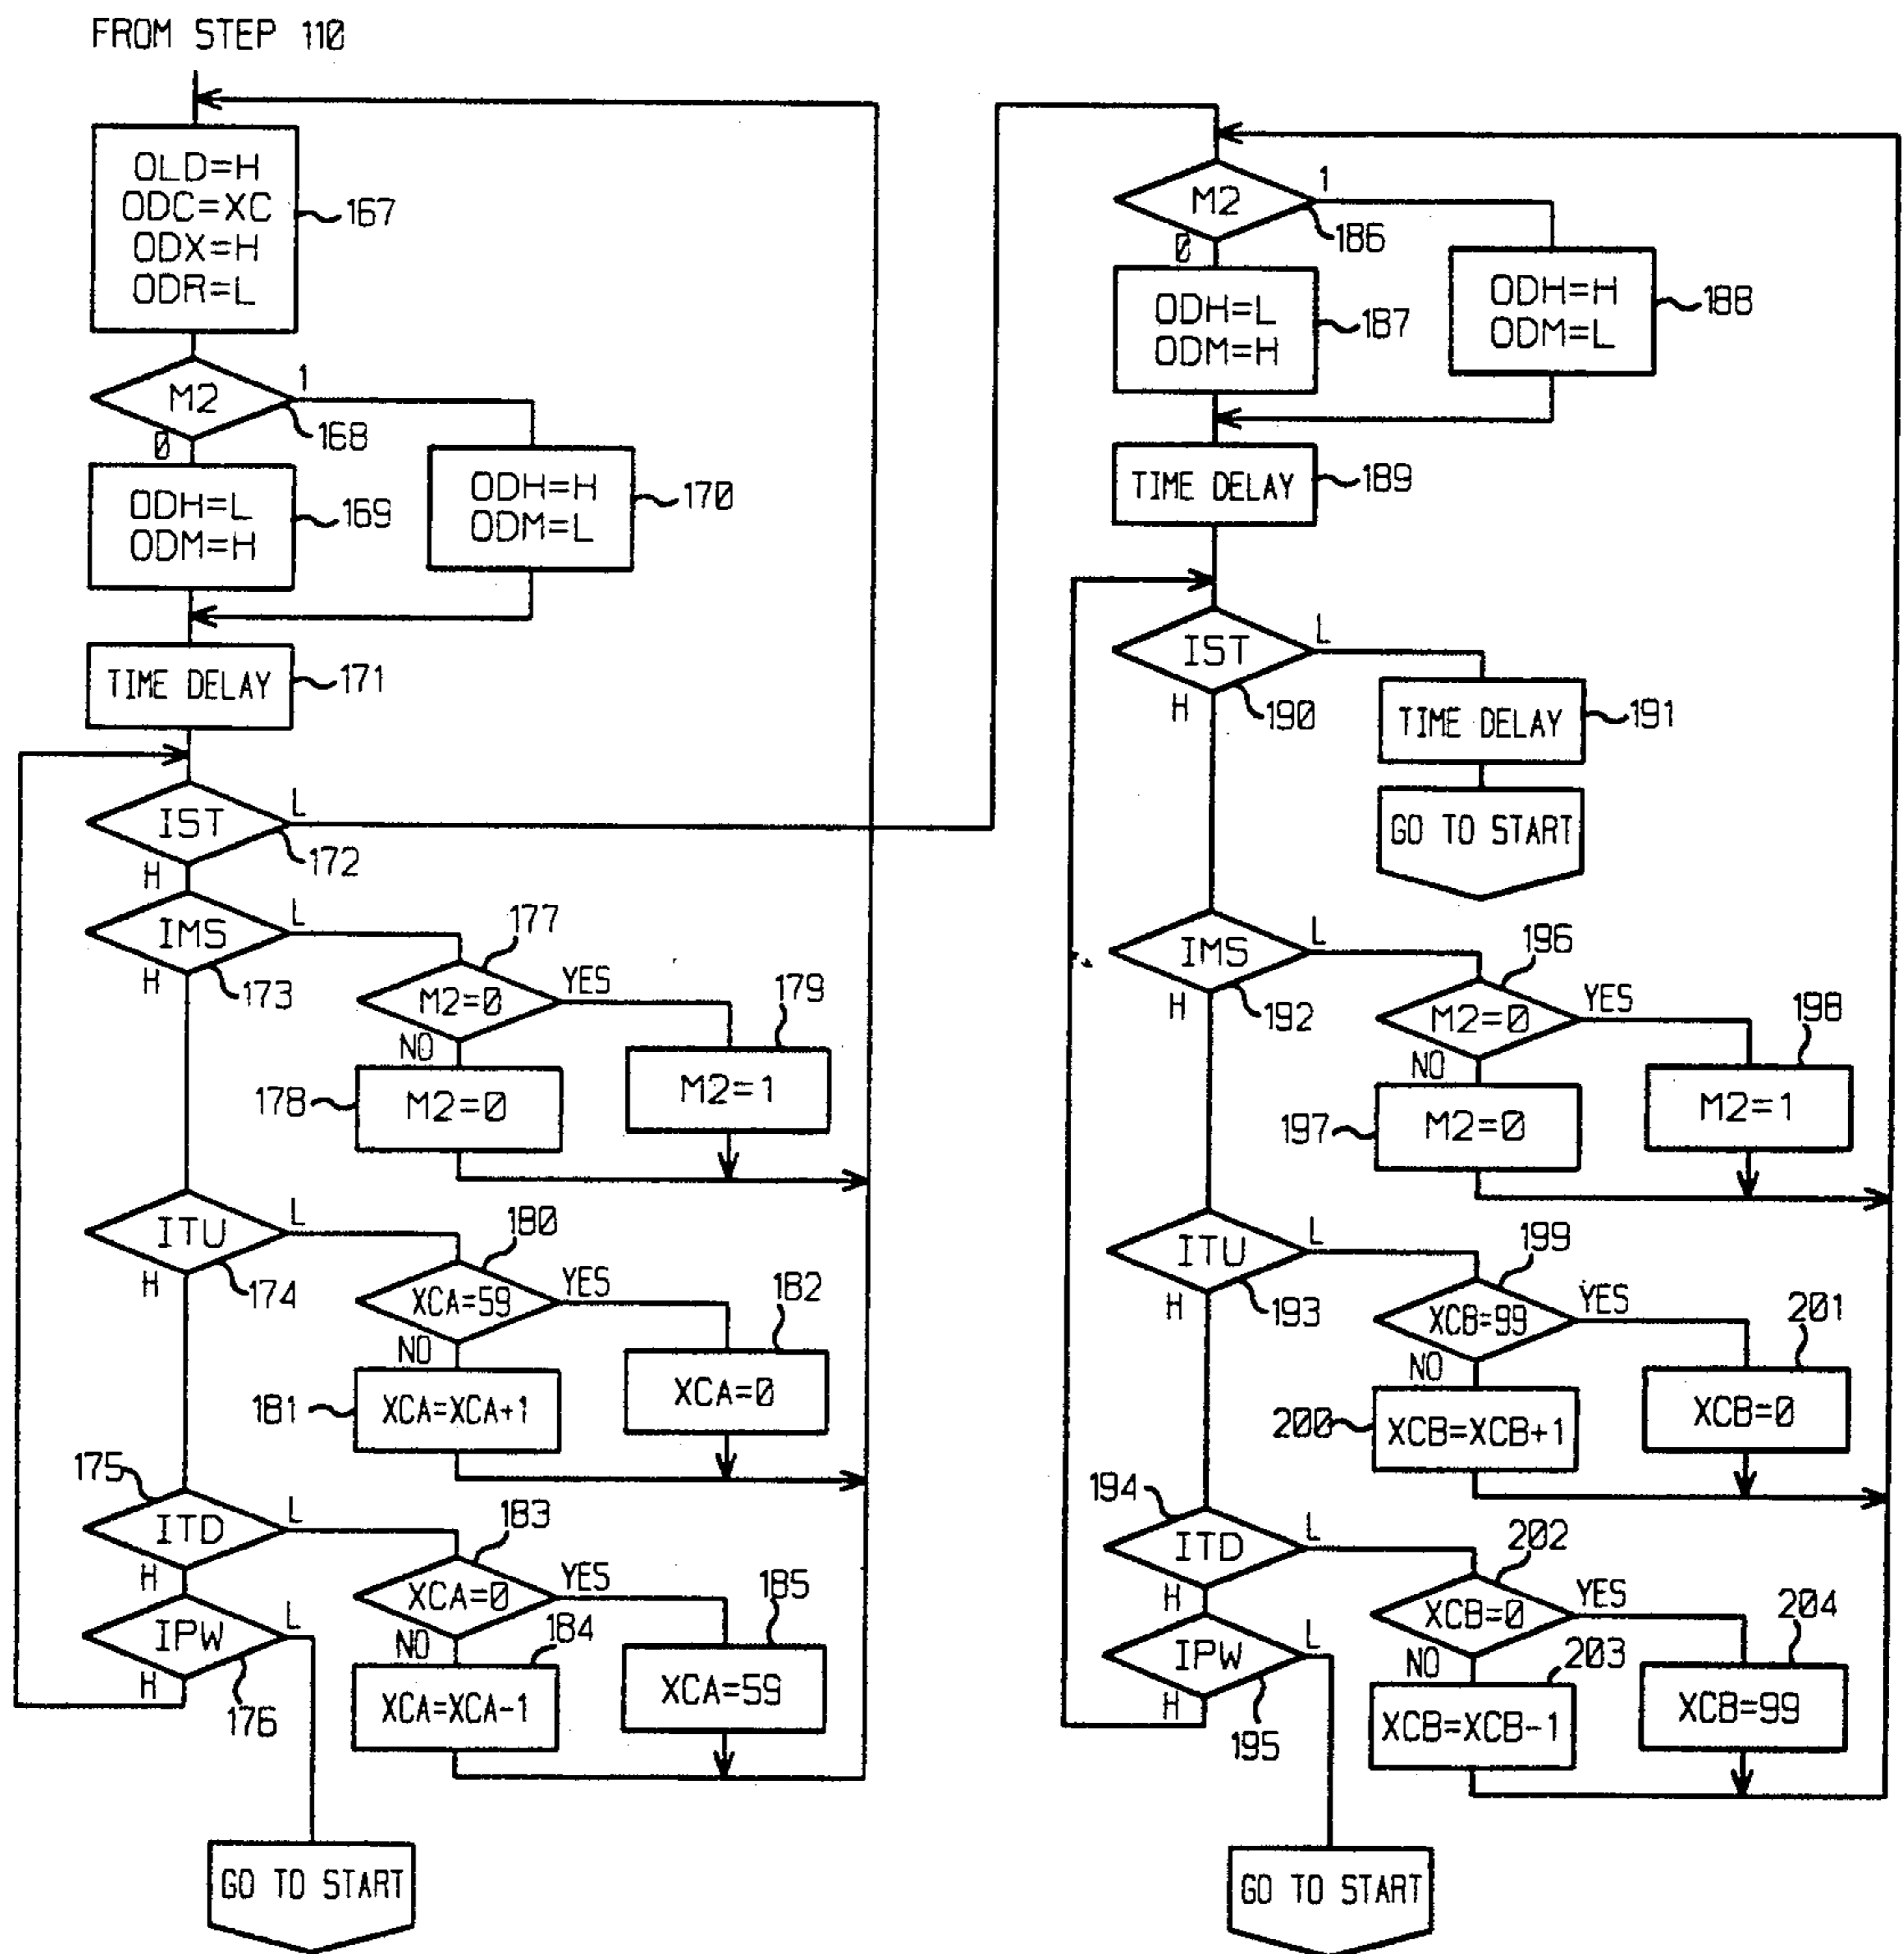 FROM STEP 110
OLD=H
ODC=XC
ODX=H
ODR=L
167
M2
1
168
0
ODH=L
ODM=H
169
ODH=H
ODM=L
170
TIME DELAY
171
IST
L
172
H
IMS
L
173
H
177
M2=0
YES
NO
179
178
M2=0
M2=1
ITU
L
174
H
180
XCA=59
YES
NO
182
181
XCA=XCA+1
XCA=0
175
ITD
L
H
183
XCA=0
YES
NO
184
185
XCA=XCA-1
XCA=59
IPW
L
H
176
GO TO START
M2
1
186
0
ODH=L
ODM=H
187
ODH=H
ODM=L
188
TIME DELAY
189
IST
L
190
H
TIME DELAY
191
GO TO START
IMS
L
192
H
196
M2=0
YES
NO
198
197
M2=0
M2=1
ITU
L
193
H
199
XCB=99
YES
NO
201
200
XCB=XCB+1
XCB=0
194
ITD
L
H
202
XCB=0
YES
NO
203
204
XCB=XCB-1
XCB=99
IPW
L
H
195
GO TO START